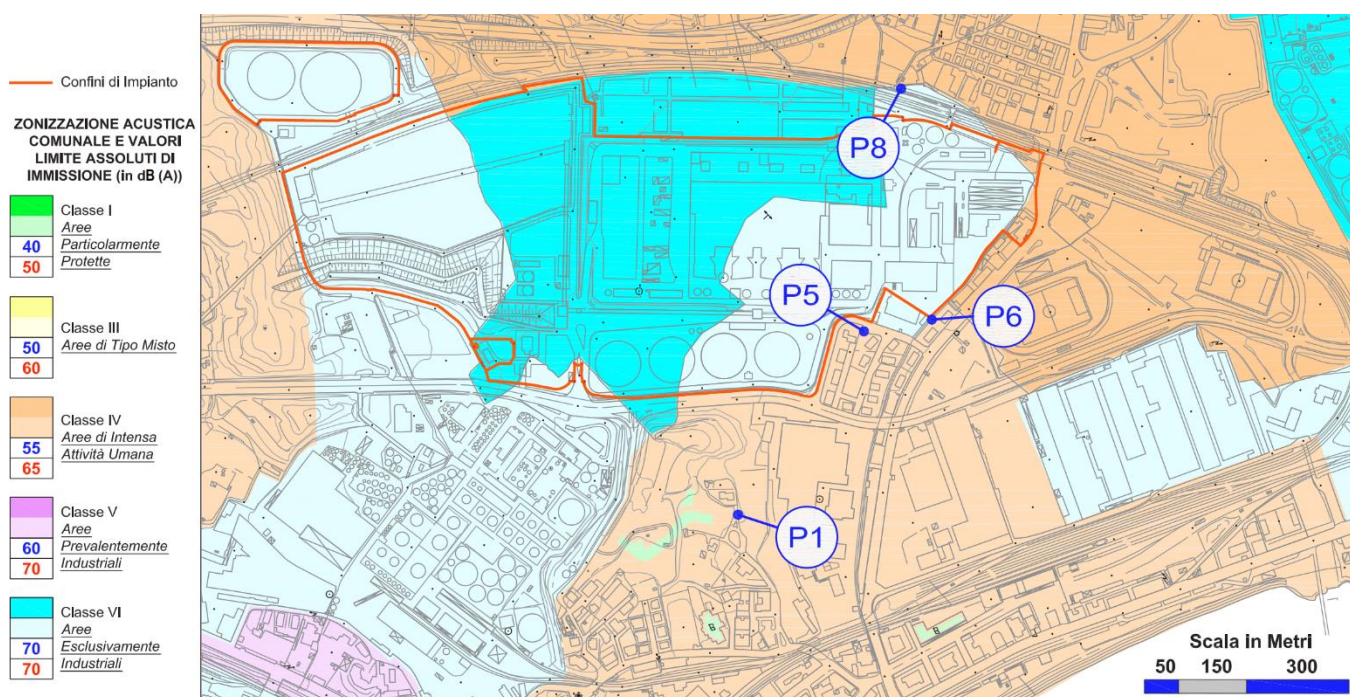 Confini di Impianto
ZONIZZAZIONE ACUSTICA
COMUNALE E VALORI
LIMITE ASSOLUTI DI
IMMISSIONE (in dB (A))
Classe I
Aree
Particolarmente
Protette
40
50
Classe III
Aree di Tipo Misto
50
60
Classe IV
Aree di Intensa
Attività Umana
55
65
Classe V
Aree
Prevalentemente
Industriali
60
70
Classe VI
Aree
Esclusivamente
Industriali
70
70
P8
P5
P6
P1
Scala in Metri
50 150 300